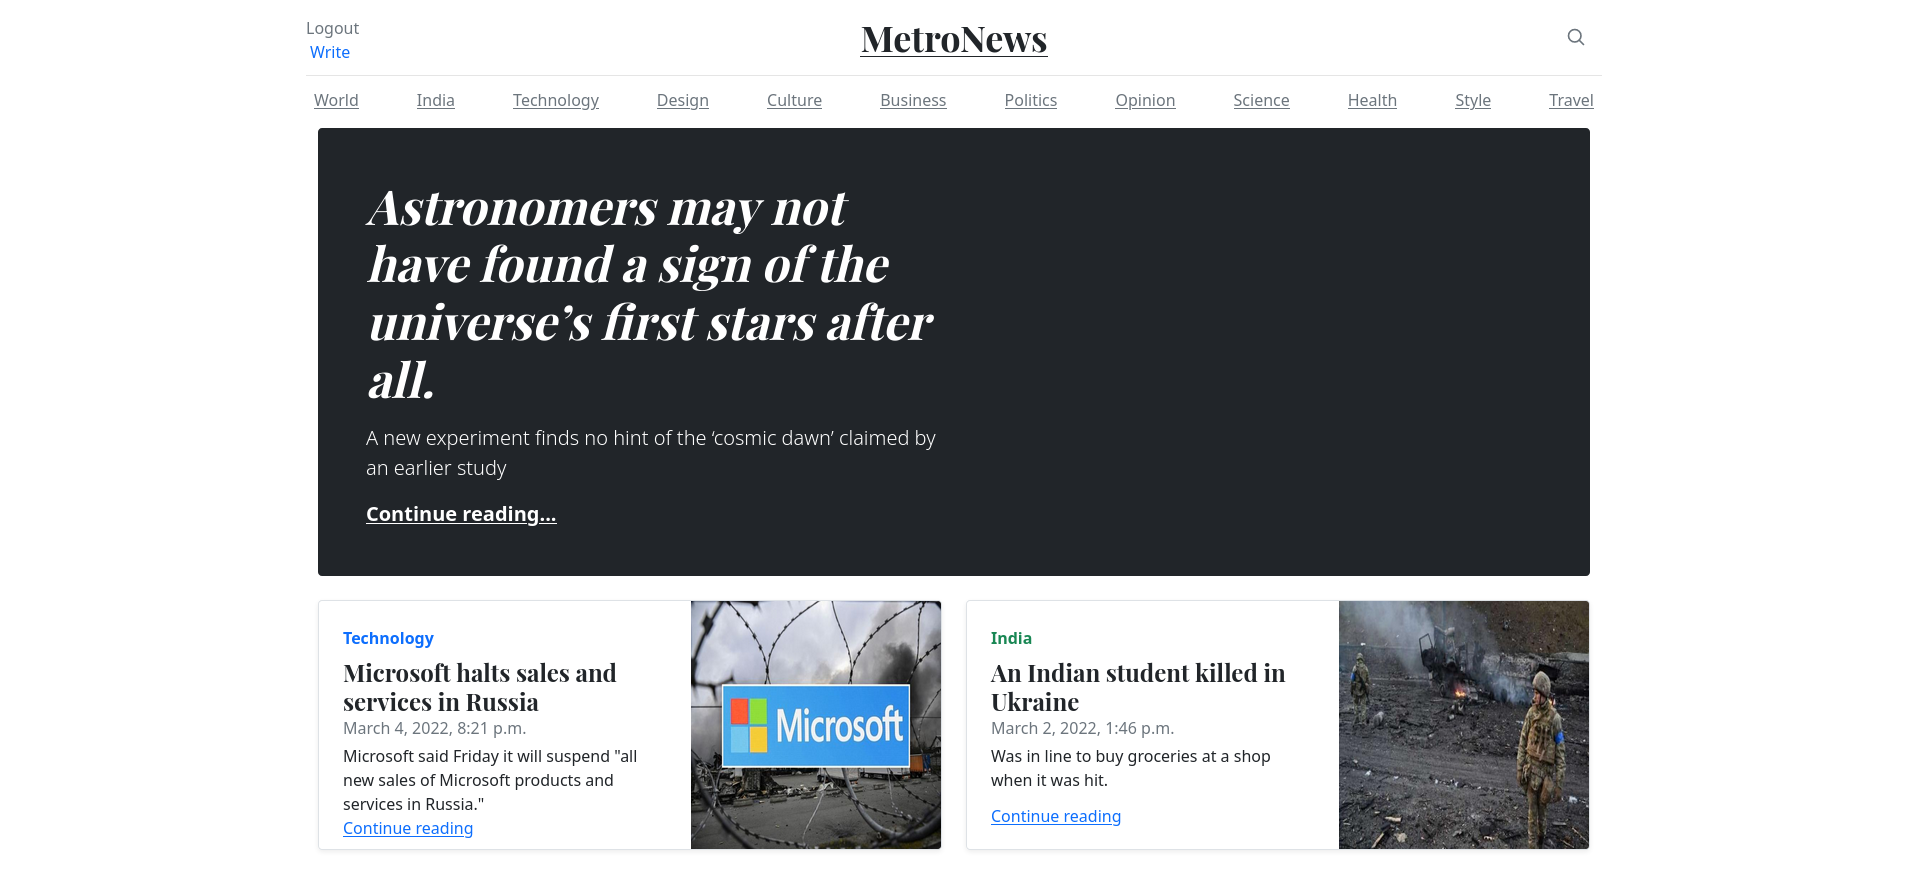 Logout
Write
MetroNews
World India Technology Design Culture Business Politics Opinion Science Health Style Travel
Astronomers may not
have found a sign of the
universe’s first stars after
all.
A new experiment finds no hint of the ‘cosmic dawn’ claimed by
an earlier study
Continue reading...
Technology
Microsoft halts sales and
services in Russia
March 4, 2022, 8:21 p.m.
Microsoft said Friday it will suspend "all
new sales of Microsoft products and
services in Russia."
Continue reading
Microsoft
India
An Indian student killed in
Ukraine
March 2, 2022, 1:46 p.m.
Was in line to buy groceries at a shop
when it was hit.
Continue reading